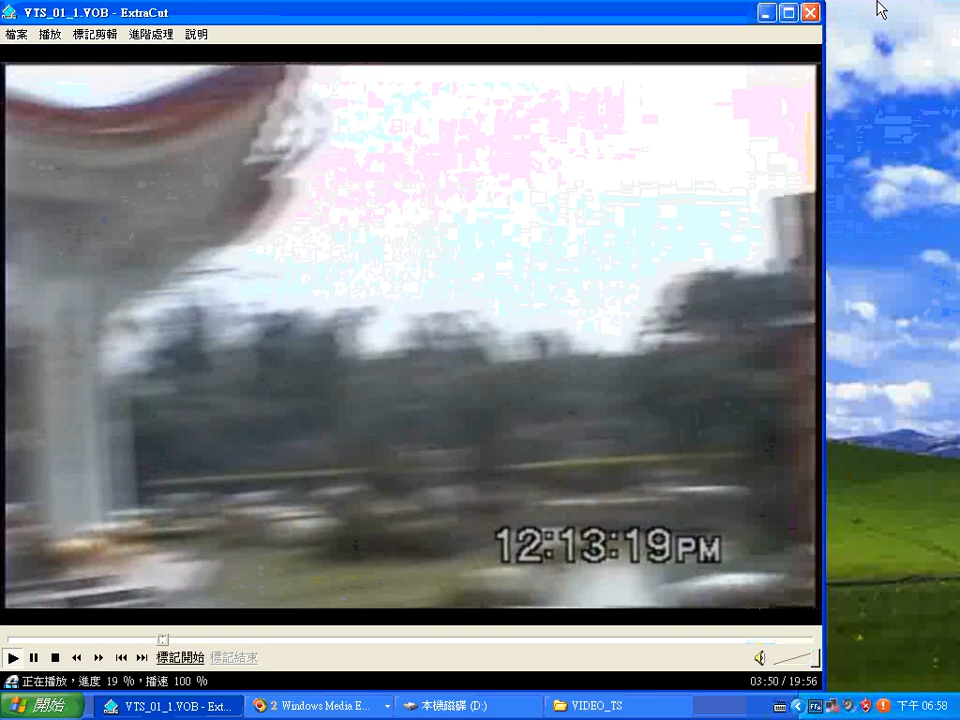 VTS_01_1.VOB - ExtraCut
檔案 播放 標記剪輯 進階處理 說明
12:13:19PM
標記開始 標記結束
正在播放，進度 19 %，播速 100 % 03:50 / 19:56
開始 VTS_01_1.VOB - Ext... 2 Windows Media E... 本機磁碟 (D:) VIDEO_TS 下午 06:58